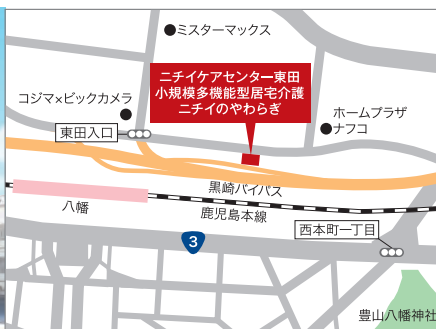 ミスターマックス
ニチイケアセンター東田
小規模多機能型居宅介護
ニチイのやわらぎ
コジマ×ビックカメラ
ホームプラザ
ナフコ
東田入口
黒崎バイパス
八幡
鹿児島本線
西本町一丁目
3
豊山八幡神社